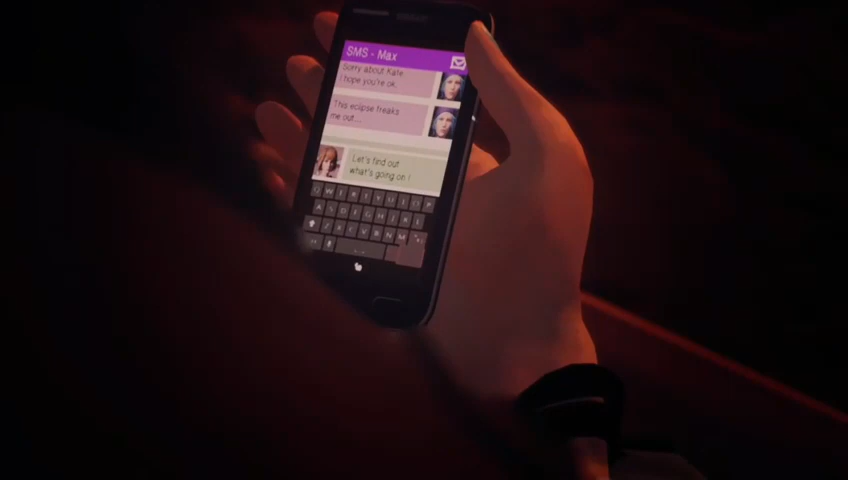 SMS - Max
Sorry about Kate
I hope you're ok.
This eclipse freaks
me out...
Let's find out
what's going on !